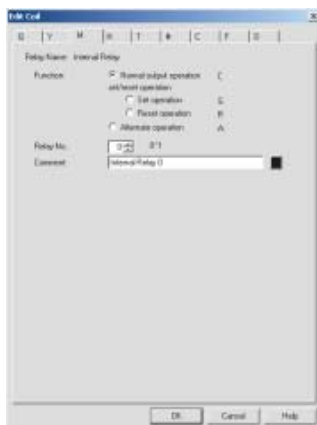 Edit Coil
Q Y M H T # C F D
Relay Name Internal Relay
Function
Normal output operation [
set/reset operation
Set operation S
Reset operation R
Alternate operation A
Relay No. 0
Comment Internal Relay 0
OK Cancel Help